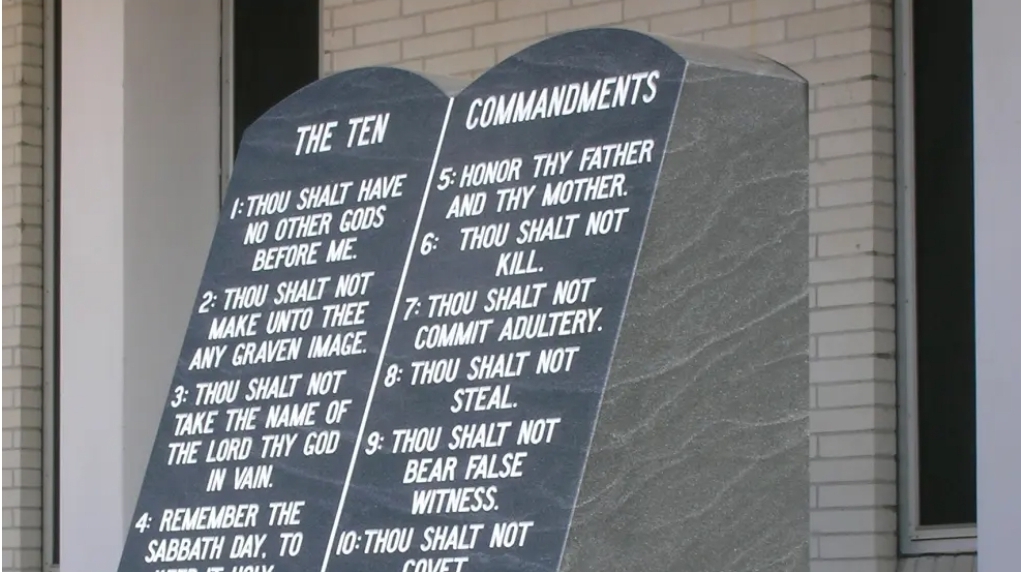 THE TEN
1: THOU SHALT HAVE
NO OTHER GODS
BEFORE ME.
2: THOU SHALT NOT
MAKE UNTO THEE
ANY GRAVEN IMAGE.
3: THOU SHALT NOT
TAKE THE NAME OF
THE LORD THY GOD
IN VAIN.
4: REMEMBER THE
SABBATH DAY, TO
KEEP IT HOLY
COMMANDMENTS
5: HONOR THY FATHER
AND THY MOTHER.
6: THOU SHALT NOT
KILL.
7: THOU SHALT NOT
COMMIT ADULTERY.
8: THOU SHALT NOT
STEAL.
9: THOU SHALT NOT
BEAR FALSE
WITNESS.
10: THOU SHALT NOT
COVET